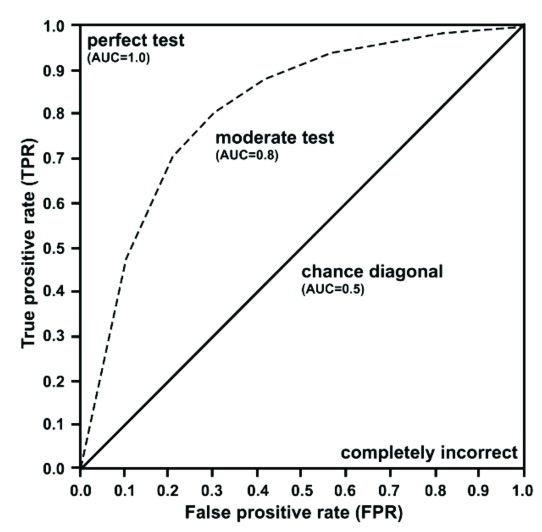 perfect test
(AUC=1.0)
moderate test
(AUC=0.8)
chance diagonal
(AUC=0.5)
completely incorrect
True prositive rate (TPR)
1.0
0.9
0.8
0.7
0.6
0.5
0.4
0.3
0.2
0.1
0.0
0.0 0.1 0.2 0.3 0.4 0.5 0.6 0.7 0.8 0.9 1.0
False prositive rate (FPR)